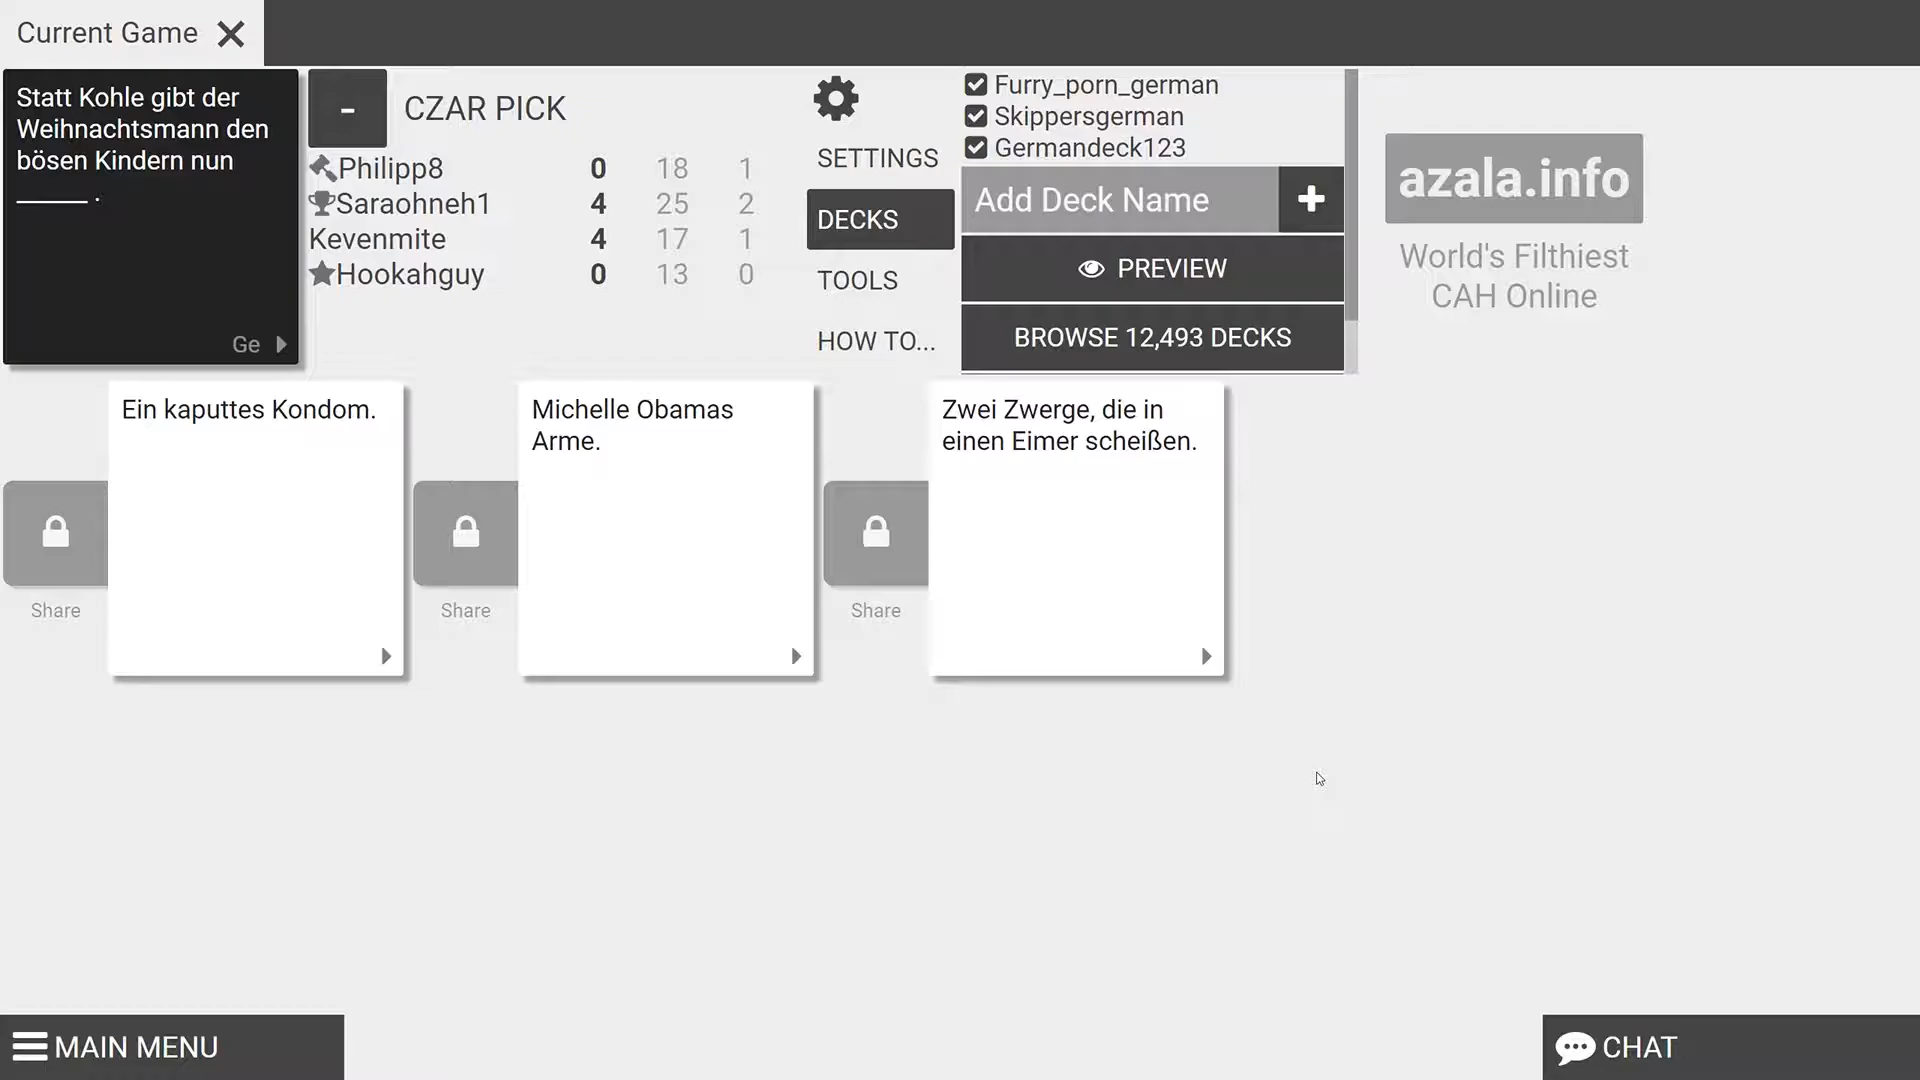 Current Game
Statt Kohle gibt der
Weihnachtsmann den
bösen Kindern nun
_____ .
Ge
-
CZAR PICK
Philipp8 0 18 1
Saraohneh1 4 25 2
Kevenmite 4 17 1
Hookahguy 0 13 0
SETTINGS
DECKS
TOOLS
HOW TO...
Furry_porn_german
Skippersgerman
Germandeck123
Add Deck Name
PREVIEW
BROWSE 12,493 DECKS
azala.info
World's Filthiest
CAH Online
Share
Ein kaputtes Kondom.
Share
Michelle Obamas
Arme.
Share
Zwei Zwerge, die in
einen Eimer scheißen.
MAIN MENU
CHAT